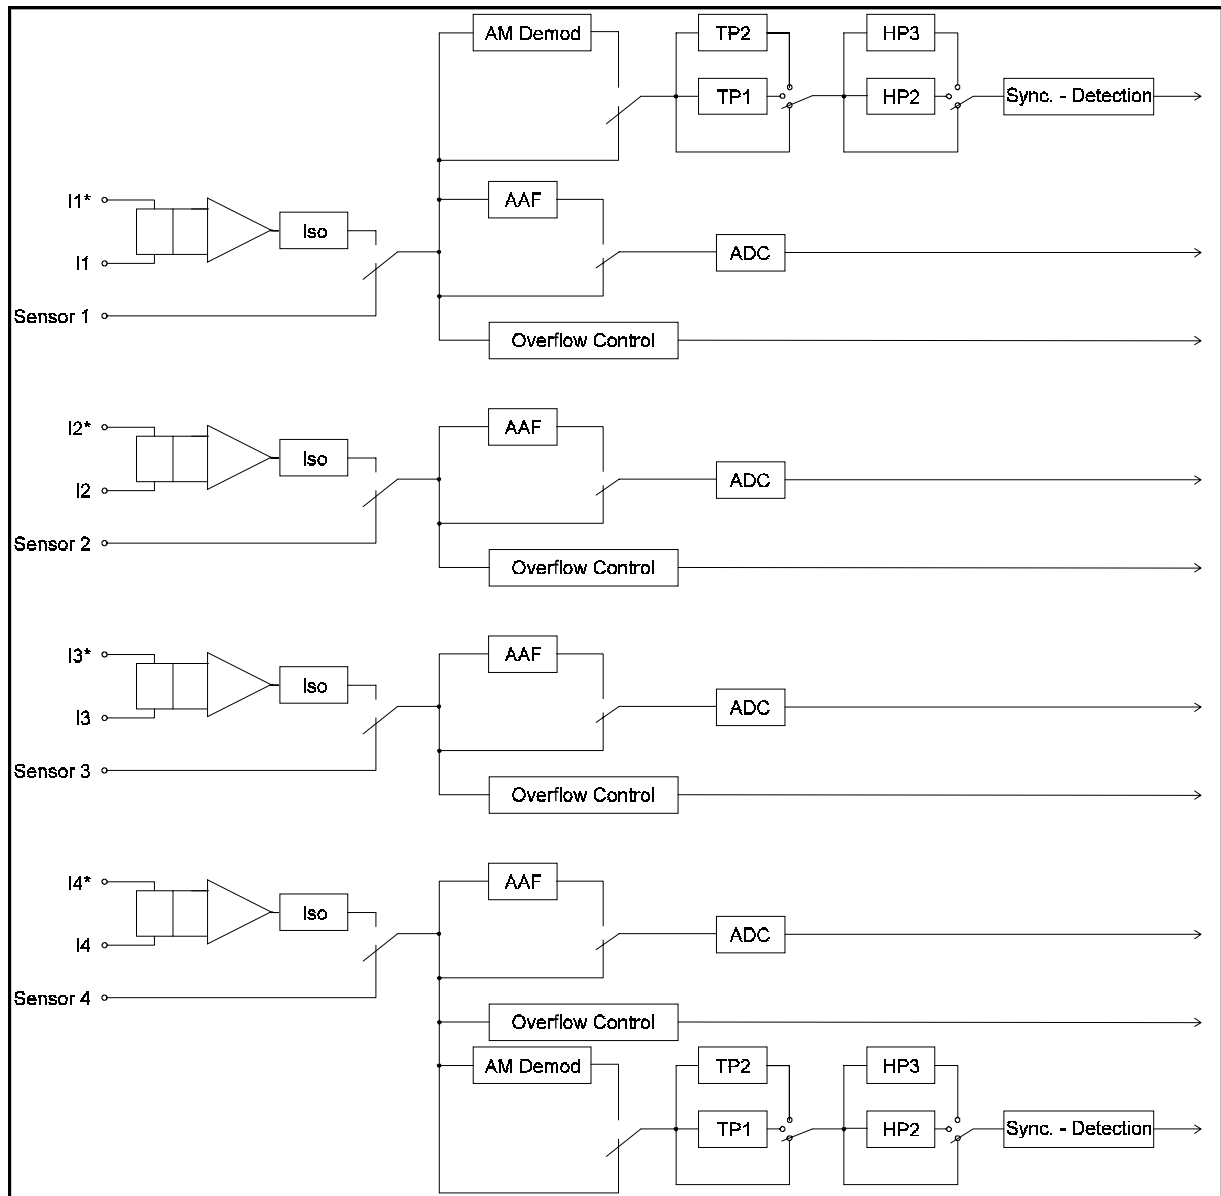 AM Demod
TP2
HP3
TP1
HP2
Sync. - Detection
I1*
AAF
Iso
ADC
I1
Sensor 1
Overflow Control
I2*
AAF
Iso
ADC
I2
Sensor 2
Overflow Control
I3*
AAF
Iso
ADC
I3
Sensor 3
Overflow Control
I4*
AAF
Iso
ADC
I4
Sensor 4
Overflow Control
AM Demod
TP2
HP3
TP1
HP2
Sync. - Detection